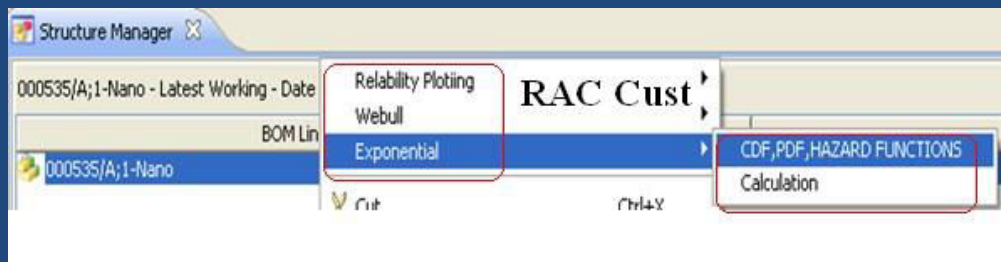 Structure Manager
000535/A;1-Nano - Latest Working - Date
Relability Plotiing
RAC Cust
Webull
BOM Lin
Exponential
CDF,PDF,HAZARD FUNCTIONS
000535/A;1-Nano
Calculation
Cut Ctrl+X